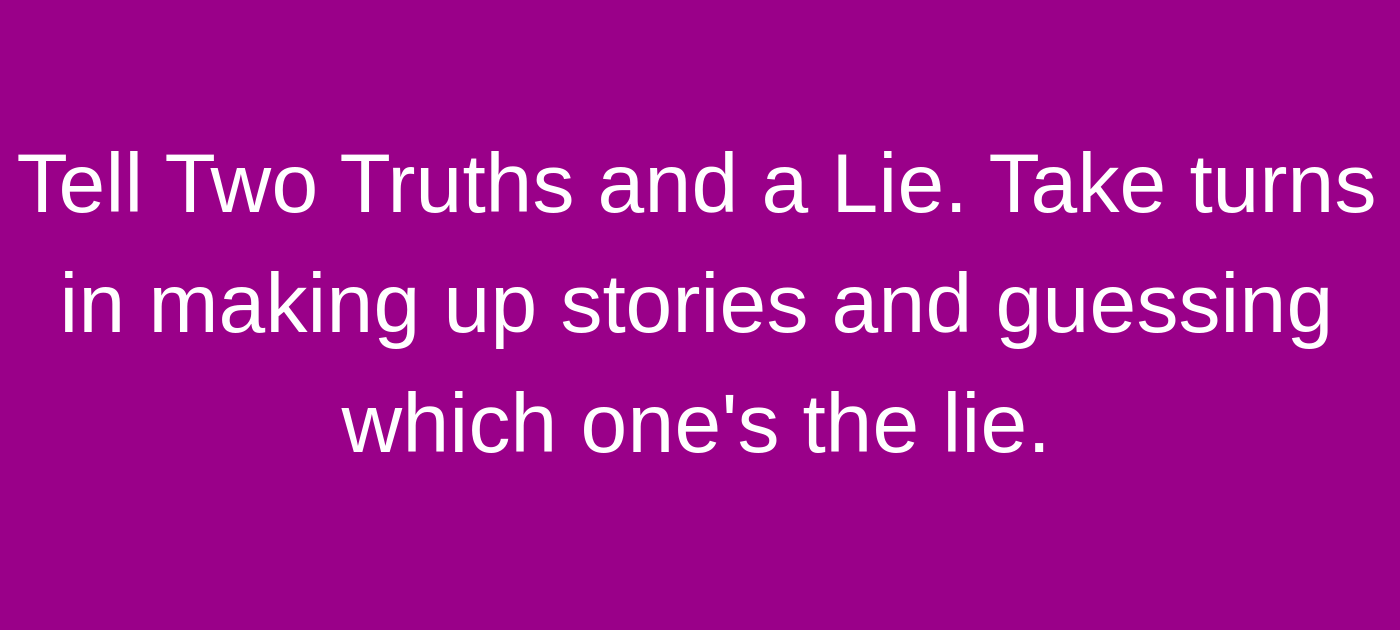 Tell Two Truths and a Lie. Take turns
in making up stories and guessing
which one's the lie.